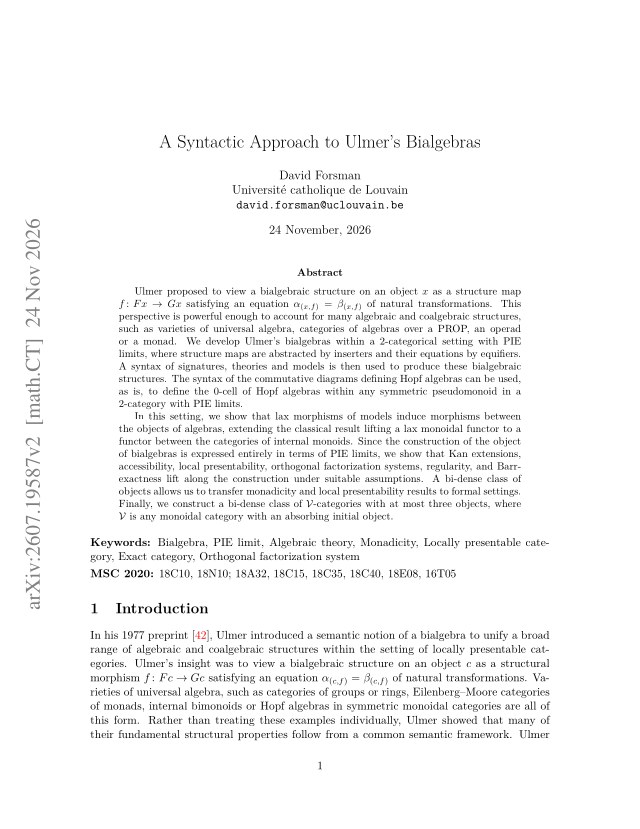 A Syntactic Approach to Ulmer's Bialgebras
David Forsman
Université catholique de Louvain
david.forsman@uclouvain.be
24 November, 2026
Abstract
Ulmer proposed to view a bialgebraic structure on an object x as a structure map
f : Fx → Gx satisfying an equation α(x,f) = β(x,f) of natural transformations. This
perspective is powerful enough to account for many algebraic and coalgebraic structures,
such as varieties of universal algebra, categories of algebras over a PROP, an operad
or a monad. We develop Ulmer's bialgebras within a 2-categorical setting with PIE
limits, where structure maps are abstracted by inserters and their equations by equifiers.
A syntax of signatures, theories and models is then used to produce these bialgebraic
structures. The syntax of the commutative diagrams defining Hopf algebras can be used,
as is, to define the 0-cell of Hopf algebras within any symmetric pseudomonoid in a
2-category with PIE limits.
In this setting, we show that lax morphisms of models induce morphisms between
the objects of algebras, extending the classical result lifting a lax monoidal functor to a
functor between the categories of internal monoids. Since the construction of the object
of bialgebras is expressed entirely in terms of PIE limits, we show that Kan extensions,
accessibility, local presentability, orthogonal factorization systems, regularity, and Barr-
exactness lift along the construction under suitable assumptions. A bi-dense class of
objects allows us to transfer monadicity and local presentability results to formal settings.
Finally, we construct a bi-dense class of V-categories with at most three objects, where
V is any monoidal category with an absorbing initial object.
Keywords: Bialgebra, PIE limit, Algebraic theory, Monadicity, Locally presentable cate-
gory, Exact category, Orthogonal factorization system
MSC 2020: 18C10, 18N10; 18A32, 18C15, 18C35, 18C40, 18E08, 16T05
1 Introduction
In his 1977 preprint [42], Ulmer introduced a semantic notion of a bialgebra to unify a broad
range of algebraic and coalgebraic structures within the setting of locally presentable cat-
egories. Ulmer's insight was to view a bialgebraic structure on an object c as a structural
morphism f : Fc → Gc satisfying an equation α(c,f) = β(c,f) of natural transformations. Va-
rieties of universal algebra, such as categories of groups or rings, Eilenberg–Moore categories
of monads, internal bimonoids or Hopf algebras in symmetric monoidal categories are all of
this form. Rather than treating these examples individually, Ulmer showed that many of
their fundamental structural properties follow from a common semantic framework. Ulmer
1
arXiv:2607.19587v2 [math.CT] 24 Nov 2026